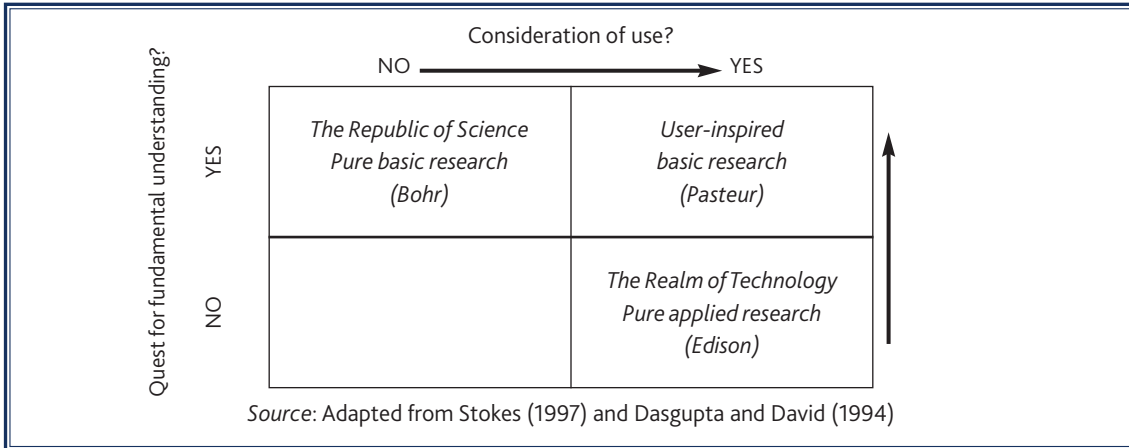 Consideration of use?
NO
YES
Quest for fundamental understanding?
YES
NO
The Republic of Science
Pure basic research
(Bohr)
User-inspired
basic research
(Pasteur)
The Realm of Technology
Pure applied research
(Edison)
Source: Adapted from Stokes (1997) and Dasgupta and David (1994)